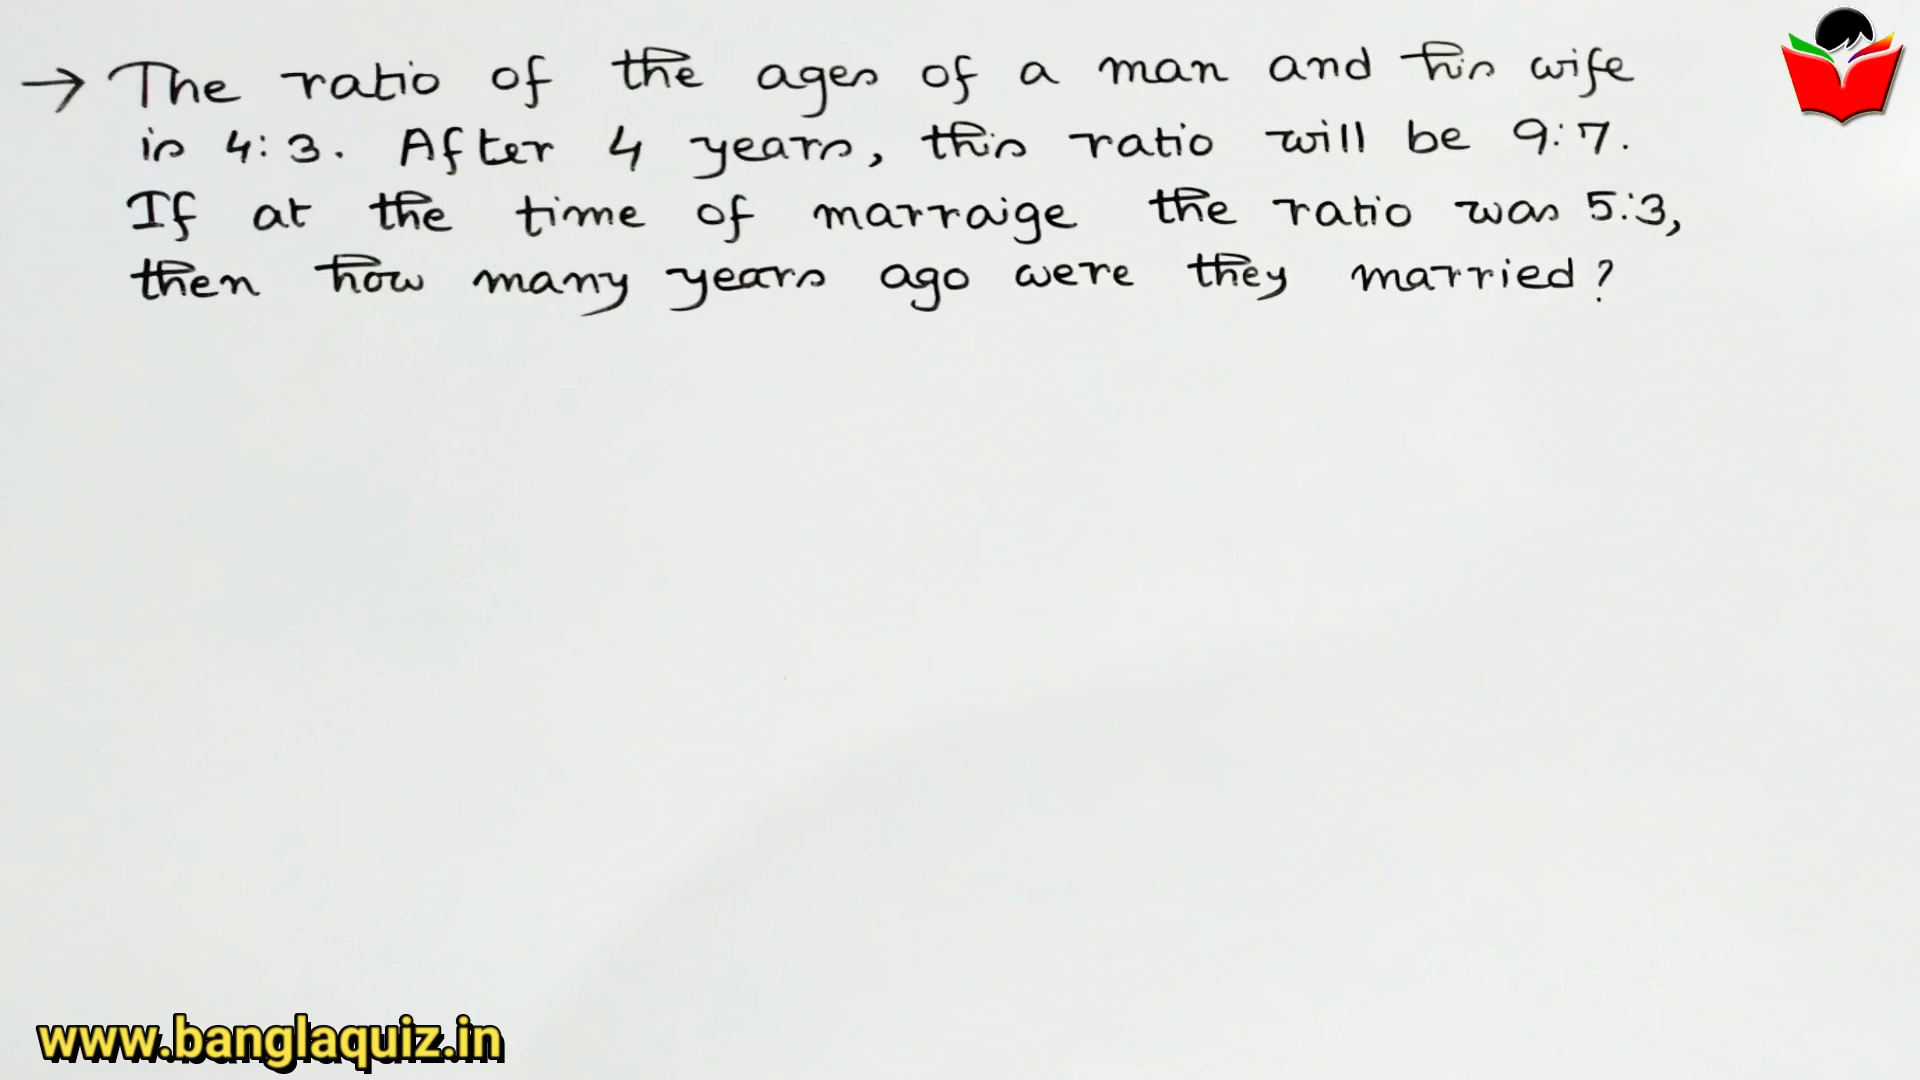 → The ratio of the ages of a man and his wife
is 4:3. After 4 years, this ratio will be 9:7.
If at the time of marraige the ratio was 5:3,
then how many years ago were they married?
www.banglaquiz.in